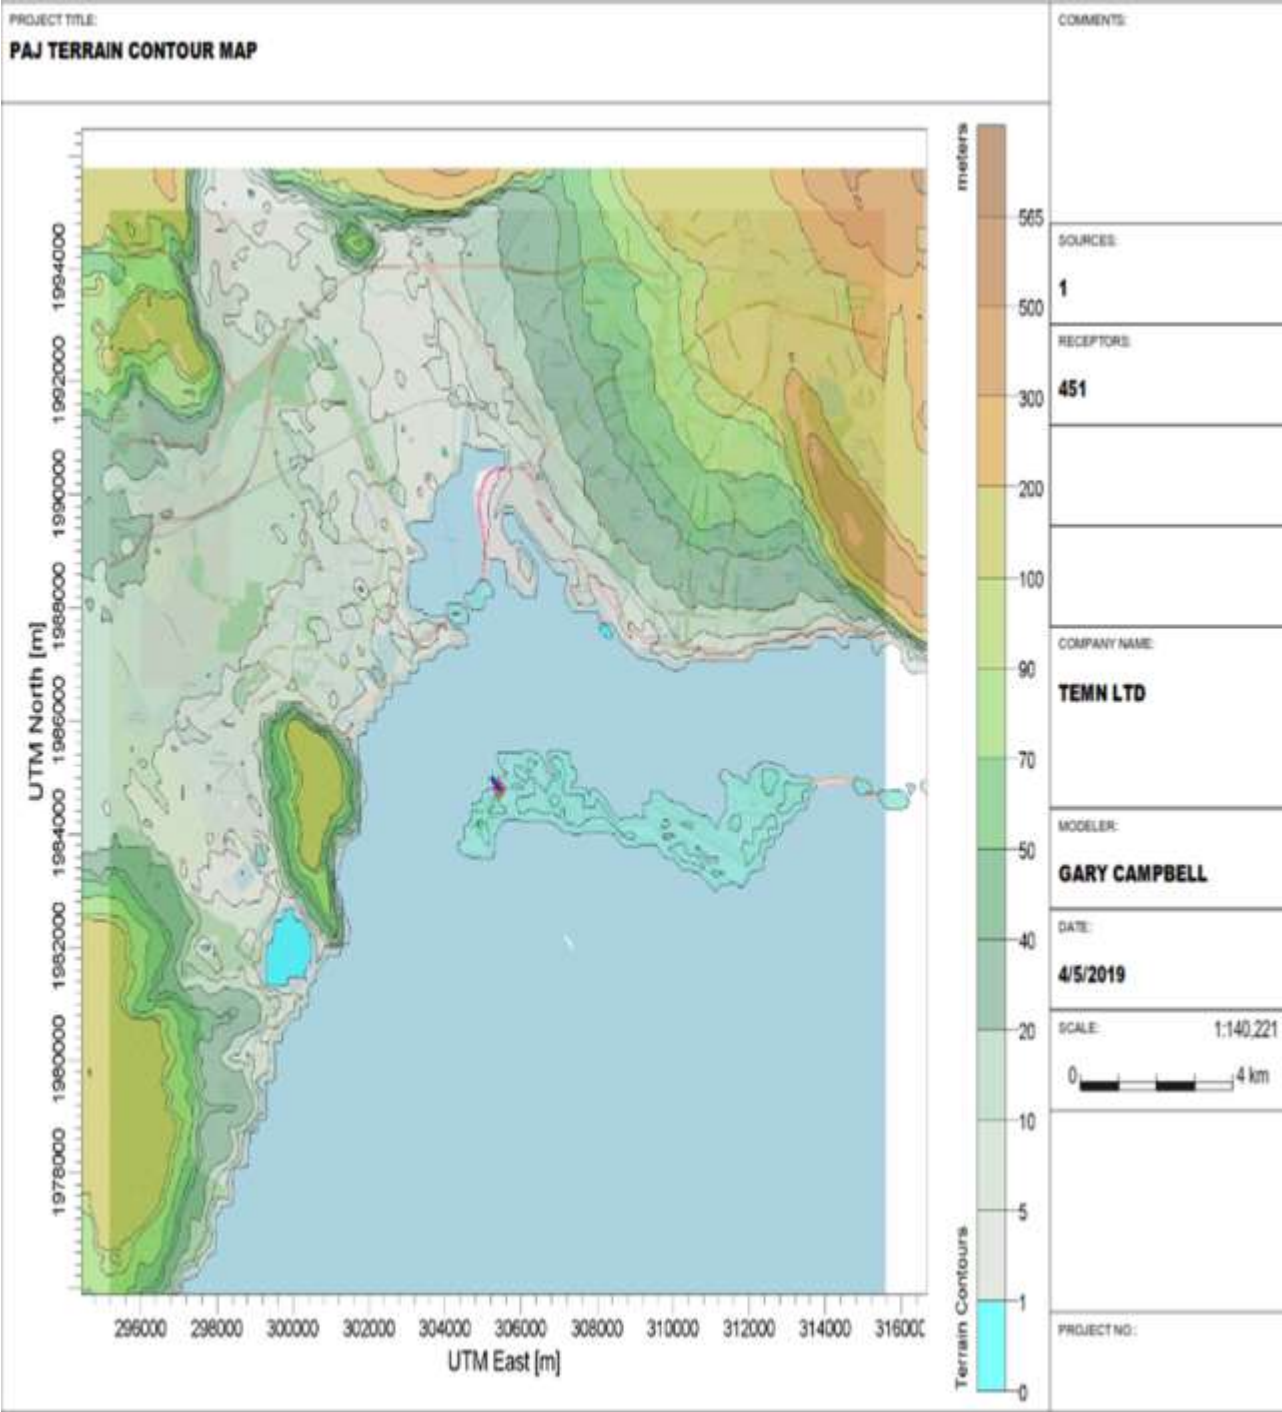 PROJECT TITLE:
PAJ TERRAIN CONTOUR MAP
COMMENTS:
SOURCES:
1
RECEPTORS:
451
COMPANY NAME:
TEMN LTD
MODELER:
GARY CAMPBELL
DATE:
4/5/2019
SCALE: 1:140,221
0 4 km
PROJECT NO.:
meters
565
500
300
200
100
90
70
50
40
20
10
5
1
0
Terrain Contours
UTM North [m]
1994000
1992000
1990000
1988000
1986000
1984000
1982000
1980000
1978000
296000 298000 300000 302000 304000 306000 308000 310000 312000 314000 316000
UTM East [m]